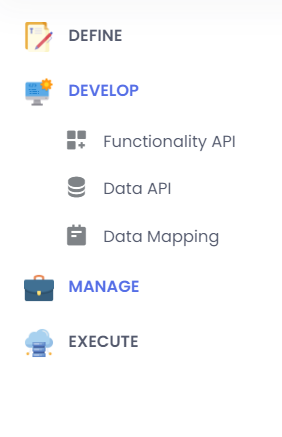 DEFINE
DEVELOP
Functionality API
Data API
Data Mapping
MANAGE
EXECUTE